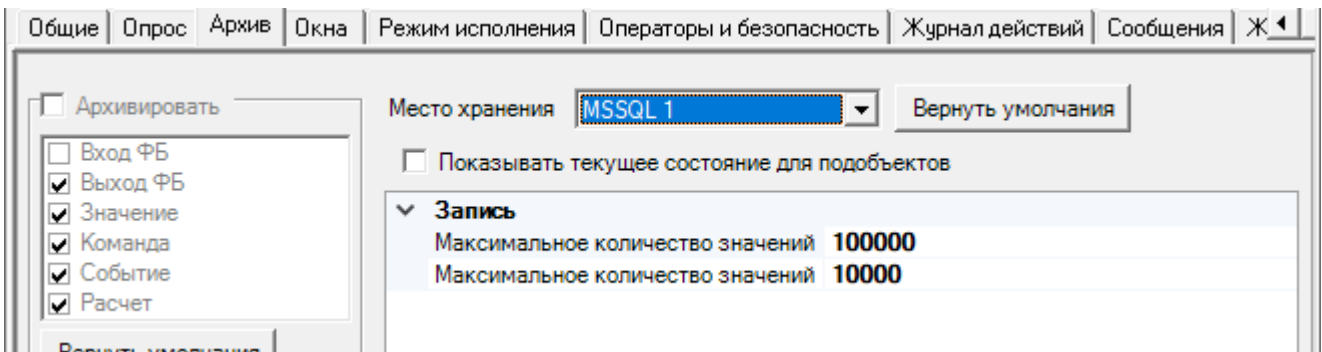 Общие Опрос Архив Окна Режим исполнения Операторы и безопасность Журнал действий Сообщения Ж
Архивировать
Вход ФБ
Выход ФБ
Значение
Команда
Событие
Расчет
Вернуть умолчания
Место хранения MSSQL 1 Вернуть умолчания
Показывать текущее состояние для подобъектов
Запись
Максимальное количество значений 100000
Максимальное количество значений 10000